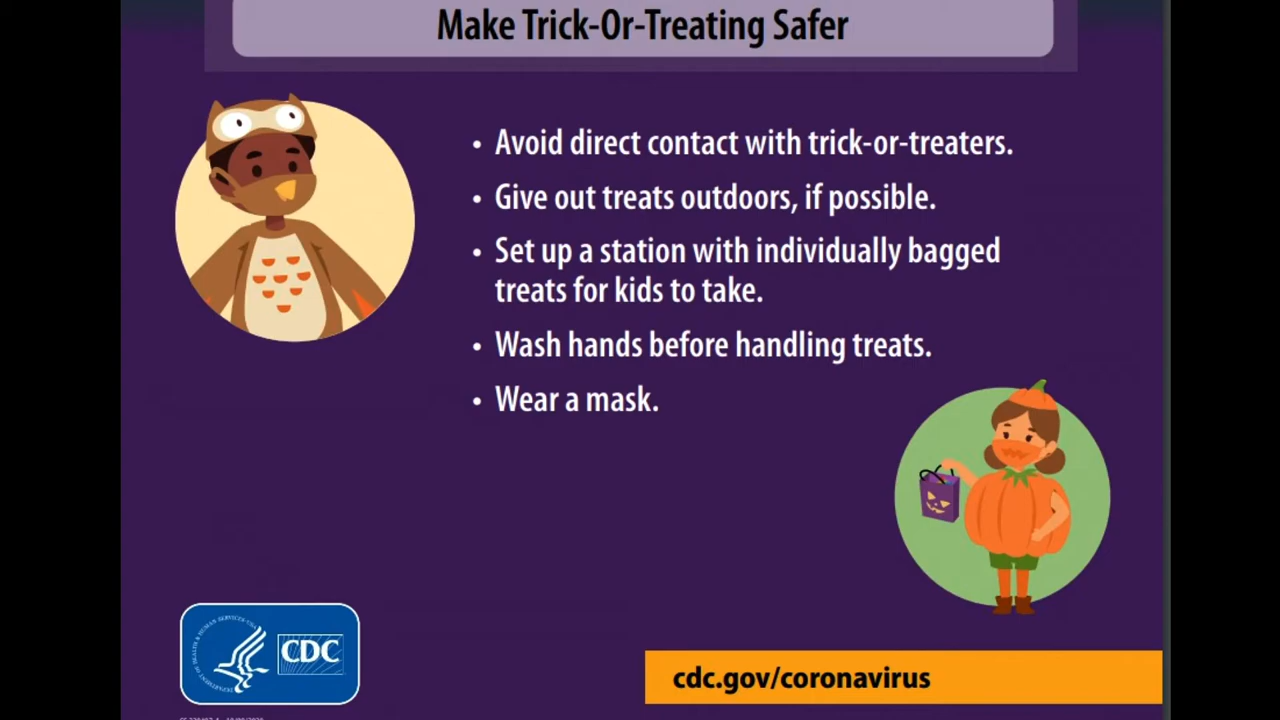 Make Trick-Or-Treating Safer
• Avoid direct contact with trick-or-treaters.
• Give out treats outdoors, if possible.
• Set up a station with individually bagged
treats for kids to take.
• Wash hands before handling treats.
• Wear a mask.
CDC
cdc.gov/coronavirus